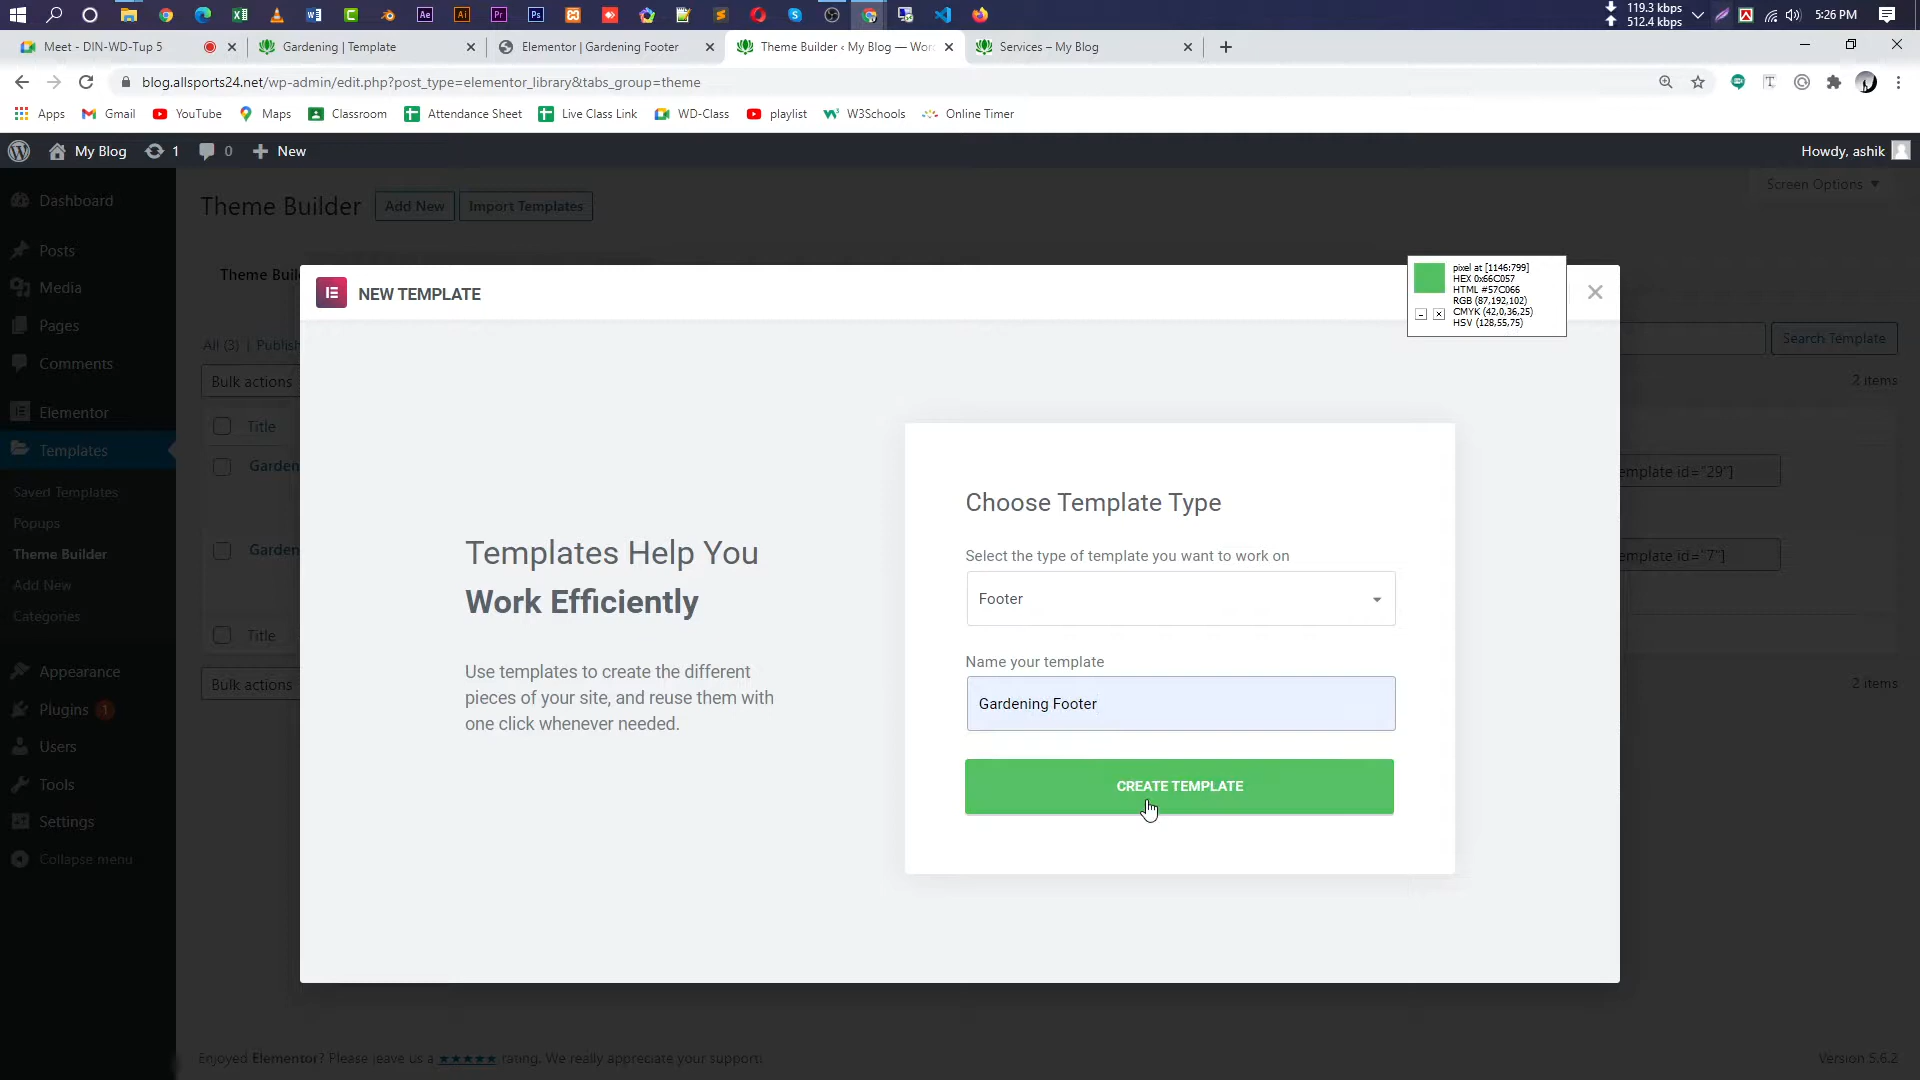 119.3 kbps
512.4 kbps
5:26 PM
Meet - DIN-WD-Tup 5
Gardening | Template
Elementor | Gardening Footer
Theme Builder ‹ My Blog — Wor
Services – My Blog
blog.allsports24.net/wp-admin/edit.php?post_type=elementor_library&tabs_group=theme
Apps
Gmail
YouTube
Maps
Classroom
Attendance Sheet
Live Class Link
WD-Class
playlist
W3Schools
Online Timer
My Blog
1
0
New
Howdy, ashik
Dashboard
Posts
Media
Pages
Comments
Elementor
Templates
Saved Templates
Popups
Theme Builder
Add New
Categories
Appearance
Plugins 1
Users
Tools
Settings
Collapse menu
Theme Builder
Add New
Import Templates
Screen Options
Theme Buil
All (3) | Publish
Search Template
Bulk actions
2 items
Title
Garden
emplate id="29"]
Garden
emplate id="7"]
Title
Bulk actions
2 items
NEW TEMPLATE
pixel at [1146:799]
HEX 0x66C057
HTML #57C066
RGB (87,192,102)
CMYK (42,0,36,25)
HSV (128,55,75)
Templates Help You
Work Efficiently
Use templates to create the different
pieces of your site, and reuse them with
one click whenever needed.
Choose Template Type
Select the type of template you want to work on
Footer
Name your template
Gardening Footer
CREATE TEMPLATE
Enjoyed Elementor? Please leave us a ★★★★★ rating. We really appreciate your support!
Version 5.6.2